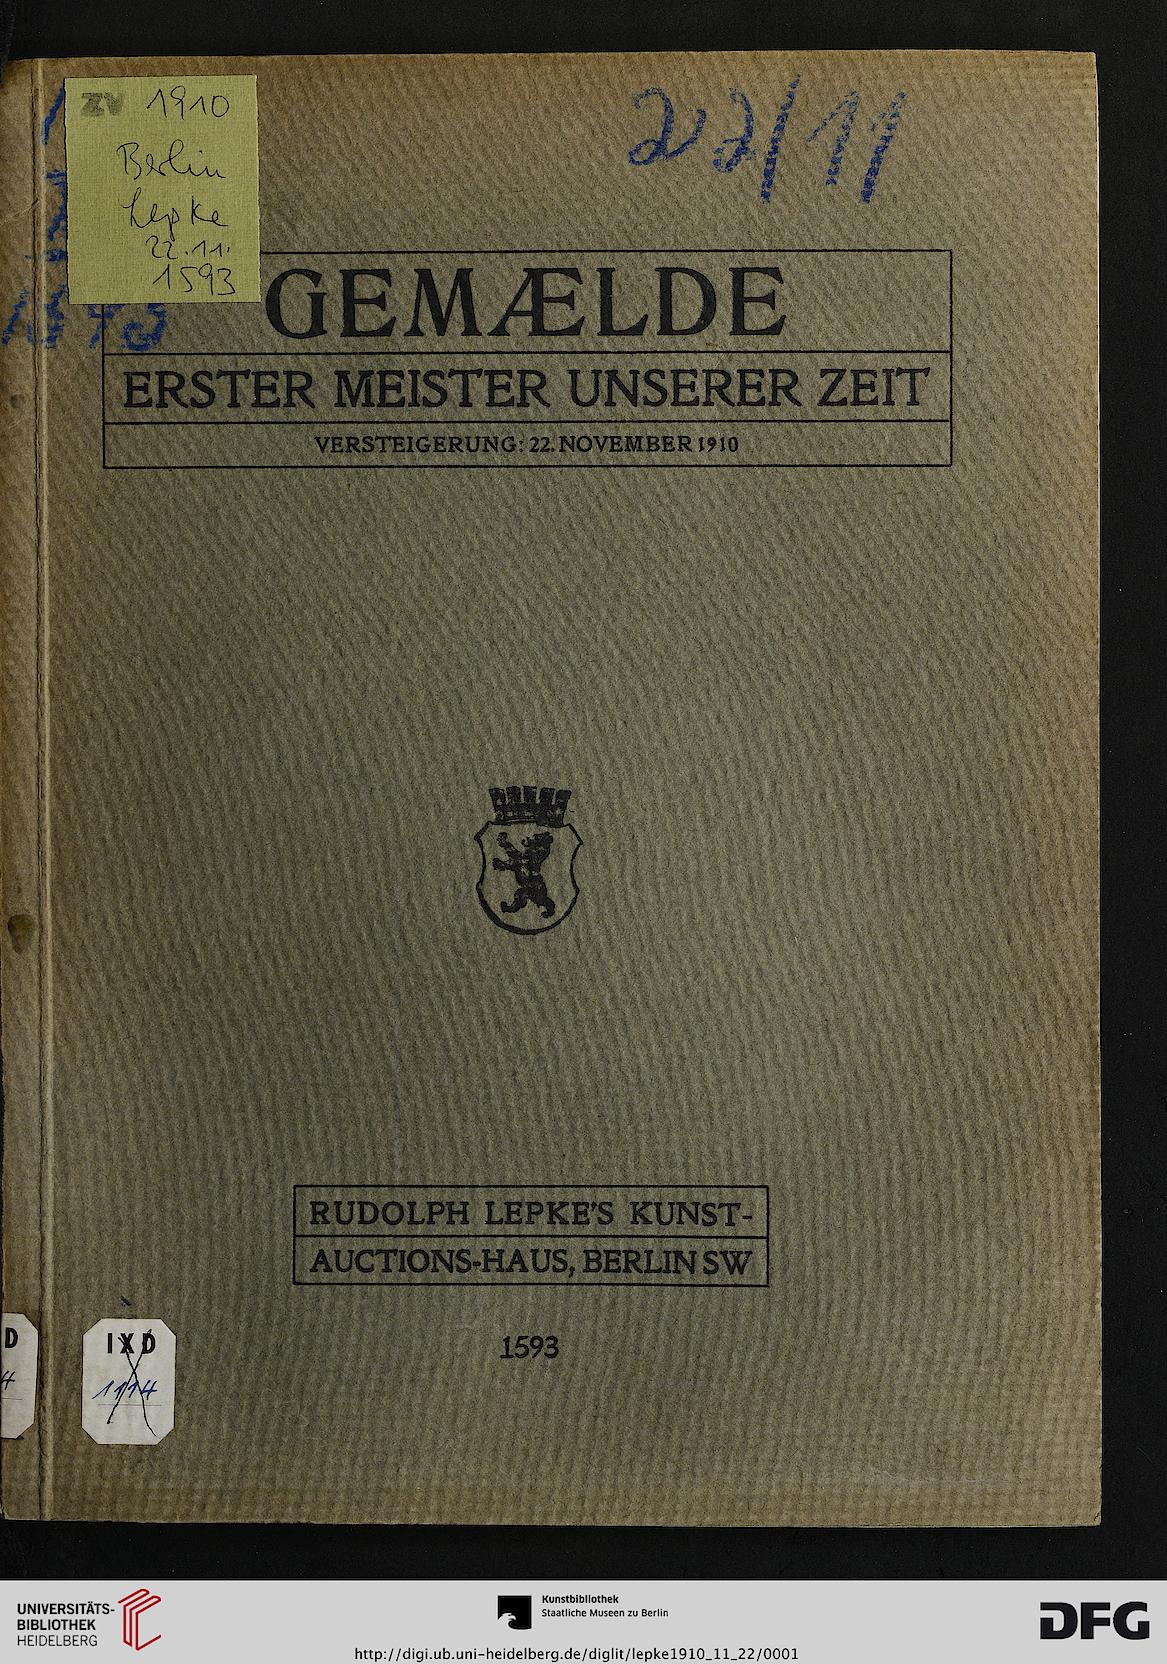 ZV 1910
Berlin
Lepke
22.11.
1593
22/11
GEMÆLDE
ERSTER MEISTER UNSERER ZEIT
VERSTEIGERUNG: 22. NOVEMBER 1910
RUDOLPH LEPKE'S KUNST-
AUCTIONS-HAUS, BERLIN SW
1593
D
4
IXD
1114
UNIVERSITÄTS-
BIBLIOTHEK
HEIDELBERG
Kunstbibliothek
Staatliche Museen zu Berlin
DFG
http://digi.ub.uni-heidelberg.de/diglit/lepke1910_11_22/0001